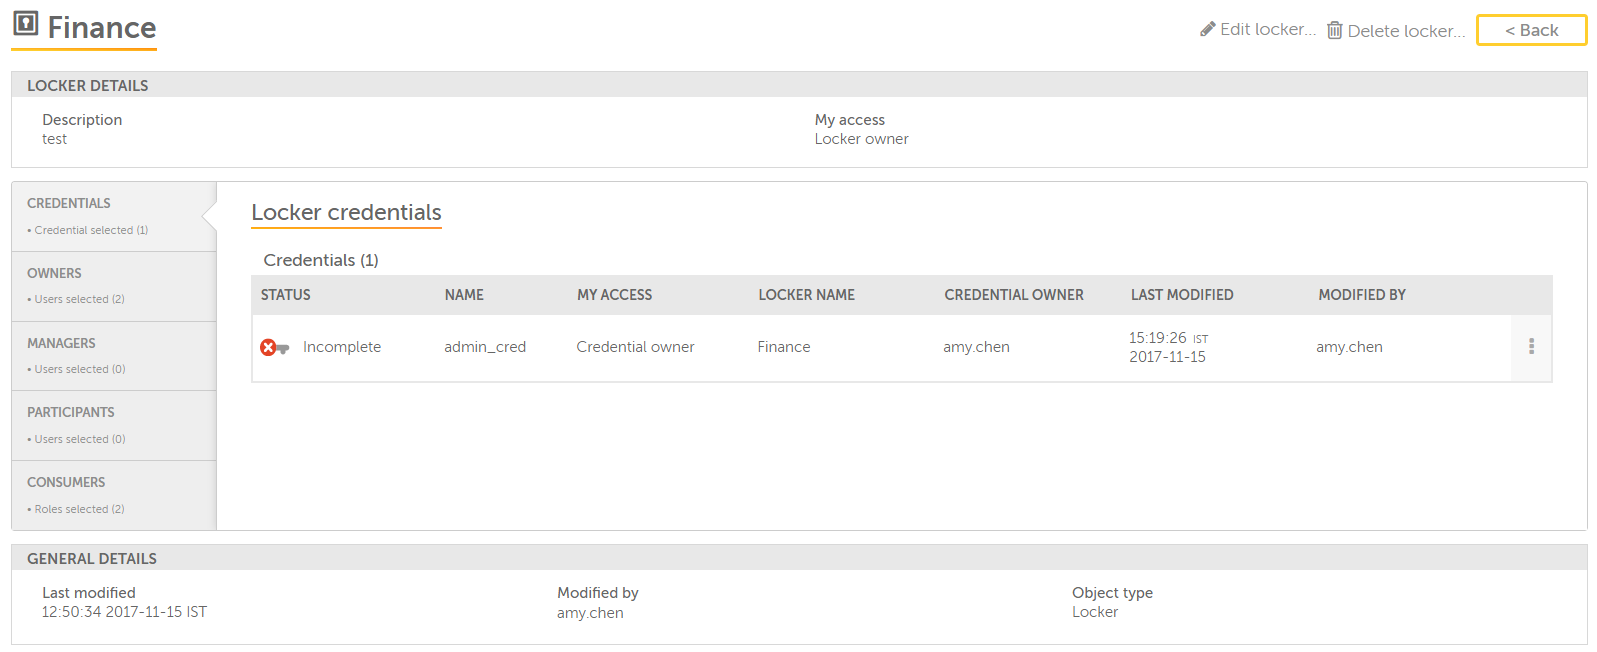 Finance
Edit locker... Delete locker... < Back
LOCKER DETAILS
Description My access
test Locker owner
CREDENTIALS
• Credential selected (1)
OWNERS
• Users selected (2)
MANAGERS
• Users selected (0)
PARTICIPANTS
• Users selected (0)
CONSUMERS
• Roles selected (2)
Locker credentials
Credentials (1)
STATUS NAME MY ACCESS LOCKER NAME CREDENTIAL OWNER LAST MODIFIED MODIFIED BY
Incomplete admin_cred Credential owner Finance amy.chen 15:19:26 IST amy.chen
2017-11-15
GENERAL DETAILS
Last modified Modified by Object type
12:50:34 2017-11-15 IST amy.chen Locker